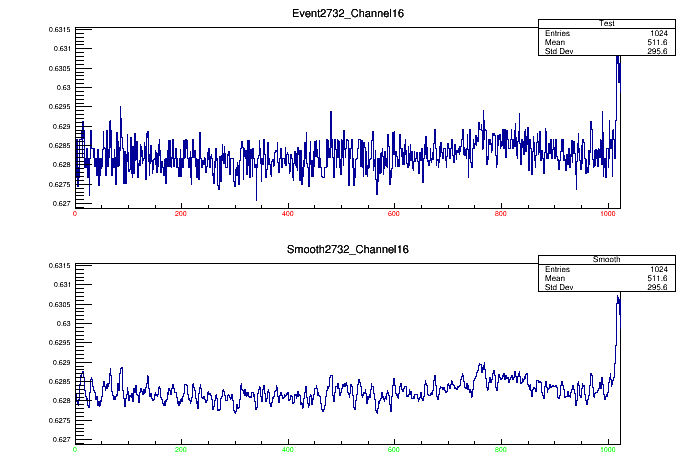 Event2732_Channel16
Test
Entries 1024
Mean 511.6
Std Dev 295.6
0.6315
0.631
0.6305
0.63
0.6295
0.629
0.6285
0.628
0.6275
0.627
0 200 400 600 800 1000
Smooth2732_Channel16
Smooth
Entries 1024
Mean 511.6
Std Dev 295.6
0.6315
0.631
0.6305
0.63
0.6295
0.629
0.6285
0.628
0.6275
0.627
0 200 400 600 800 1000